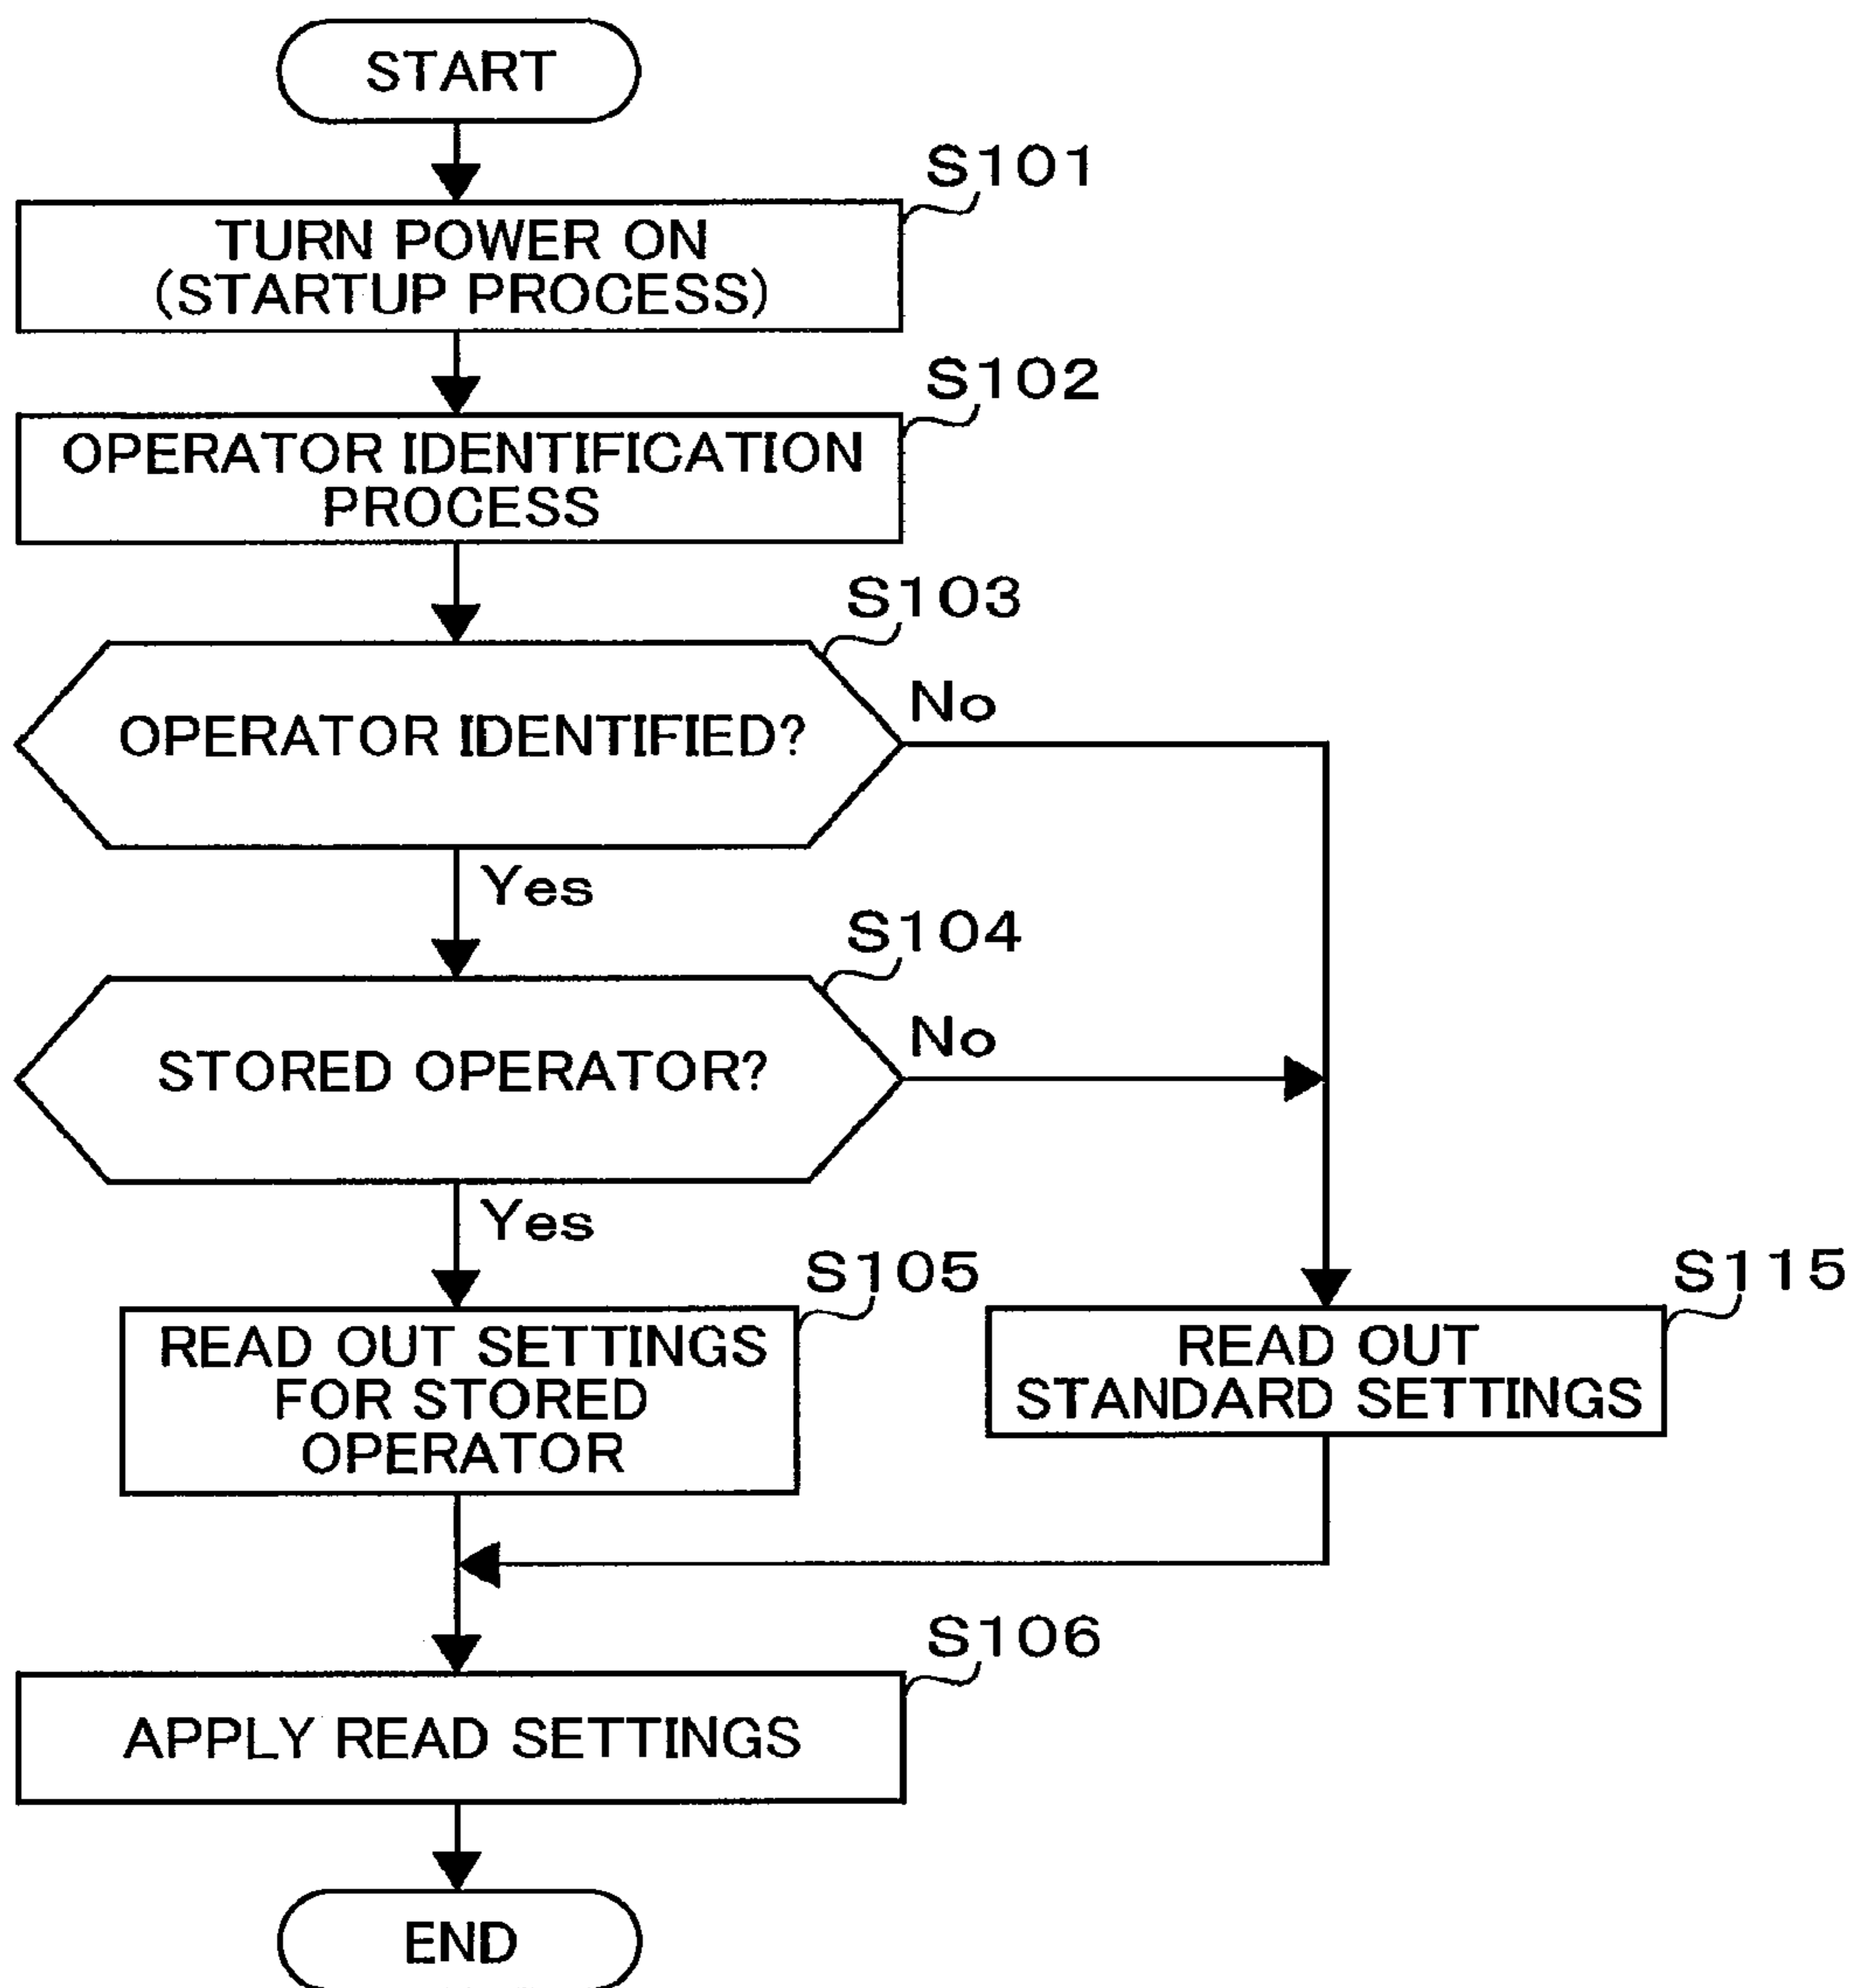 START
S101
TURN POWER ON
(STARTUP PROCESS)
S102
OPERATOR IDENTIFICATION
PROCESS
S103
OPERATOR IDENTIFIED?
No
Yes
S104
STORED OPERATOR?
No
Yes
S105
READ OUT SETTINGS
FOR STORED
OPERATOR
S115
READ OUT
STANDARD SETTINGS
S106
APPLY READ SETTINGS
END